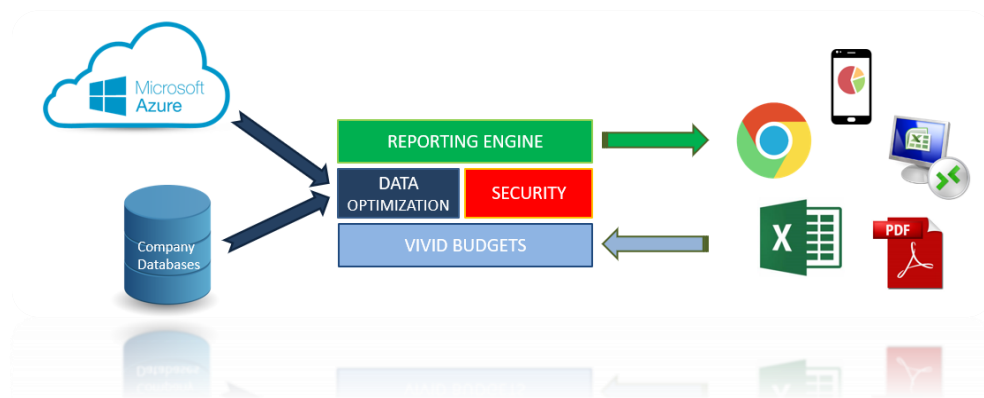 Microsoft
Azure
REPORTING ENGINE
DATA
OPTIMIZATION
SECURITY
Company
Databases
VIVID BUDGETS
X
X
PDF